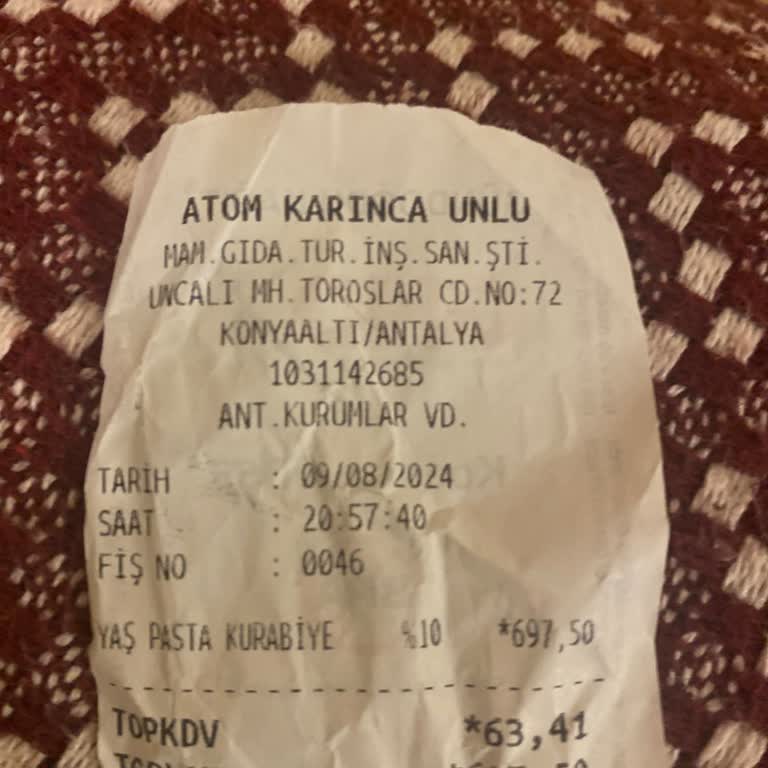 ATOM KARINCA UNLU
MAM.GIDA.TUR.İNŞ.SAN.ŞTİ.
UNCALI MH.TOROSLAR CD.NO:72
KONYAALTI/ANTALYA
1031142685
ANT.KURUMLAR VD.
TARİH : 09/08/2024
SAAT : 20:57:40
FİŞ NO : 0046
YAŞ PASTA KURABİYE %10 *697,50
TOPKDV *63,41